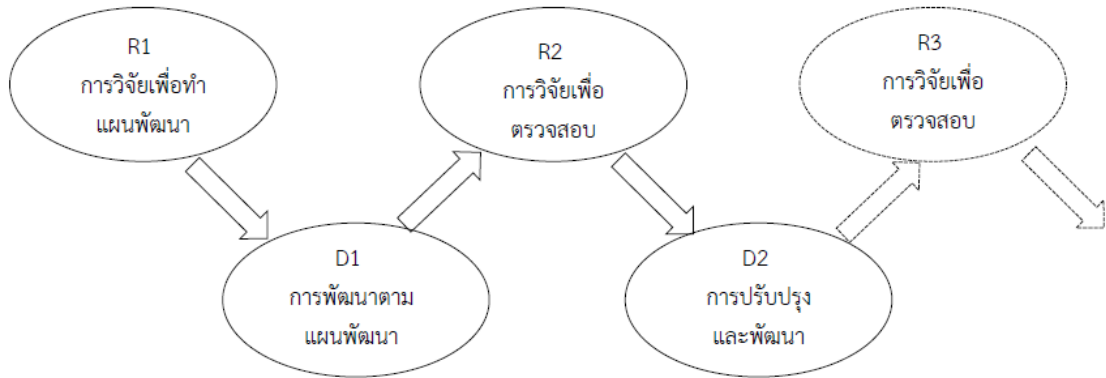 R1
การวิจัยเพื่อทำ
แผนพัฒนา
R2
การวิจัยเพื่อ
ตรวจสอบ
R3
การวิจัยเพื่อ
ตรวจสอบ
D1
การพัฒนาตาม
แผนพัฒนา
D2
การปรับปรุง
และพัฒนา